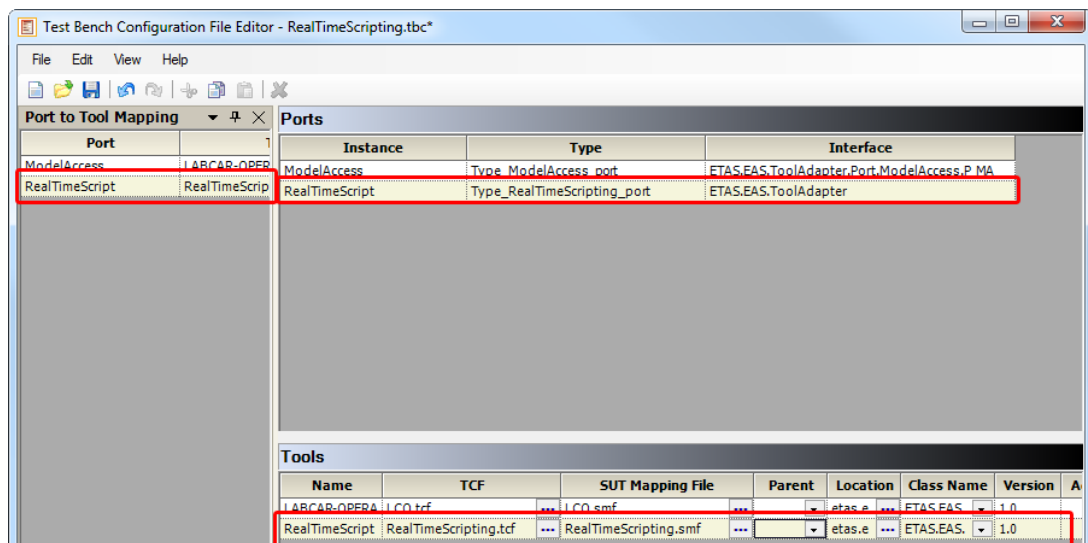 Test Bench Configuration File Editor - RealTimeScripting.tbc*
File Edit View Help
Port to Tool Mapping
Port
ModelAccess LABCAR-OPER
RealTimeScript RealTimeScrip
Ports
Instance Type Interface
ModelAccess Type_ModelAccess_port ETAS.EAS.ToolAdapter.Port.ModelAccess.P_MA
RealTimeScript Type_RealTimeScripting_port ETAS.EAS.ToolAdapter
Tools
Name TCF SUT Mapping File Parent Location Class Name Version A
LABCAR-OPERA LCO.tcf ... LCO.smf ... etas.e ... ETAS.EAS. 1.0
RealTimeScript RealTimeScripting.tcf ... RealTimeScripting.smf ... etas.e ... ETAS.EAS. 1.0